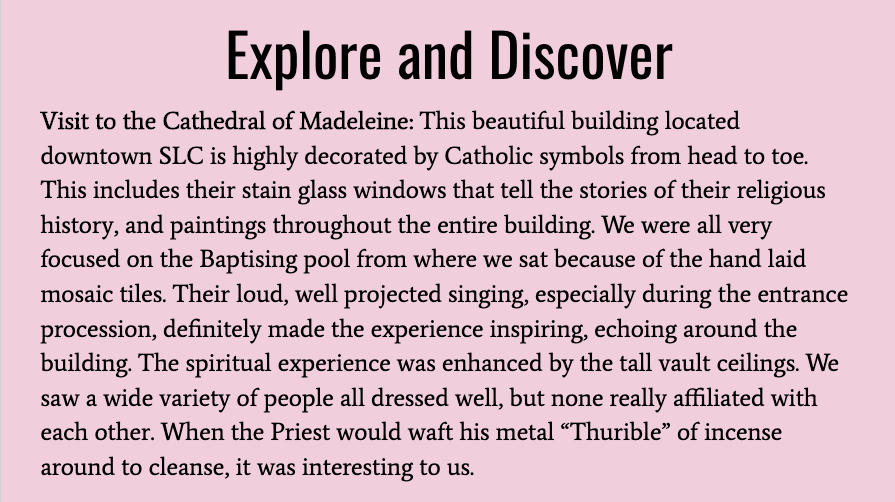 Explore and Discover
Visit to the Cathedral of Madeleine: This beautiful building located
downtown SLC is highly decorated by Catholic symbols from head to toe.
This includes their stain glass windows that tell the stories of their religious
history, and paintings throughout the entire building. We were all very
focused on the Baptising pool from where we sat because of the hand laid
mosaic tiles. Their loud, well projected singing, especially during the entrance
procession, definitely made the experience inspiring, echoing around the
building. The spiritual experience was enhanced by the tall vault ceilings. We
saw a wide variety of people all dressed well, but none really affiliated with
each other. When the Priest would waft his metal “Thurible” of incense
around to cleanse, it was interesting to us.